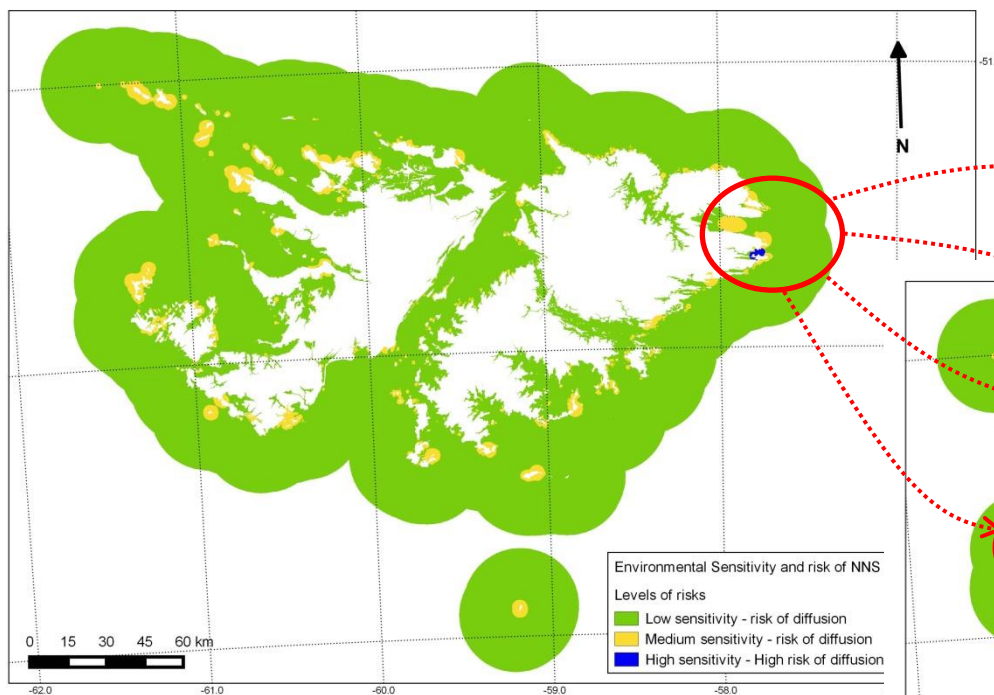 -51.
N
Environmental Sensitivity and risk of NNS
Levels of risks
Low sensitivity - risk of diffusion
Medium sensitivity - risk of diffusion
High sensitivity - High risk of diffusion
0 15 30 45 60 km
-62.0 -61.0 -60.0 -59.0 -58.0